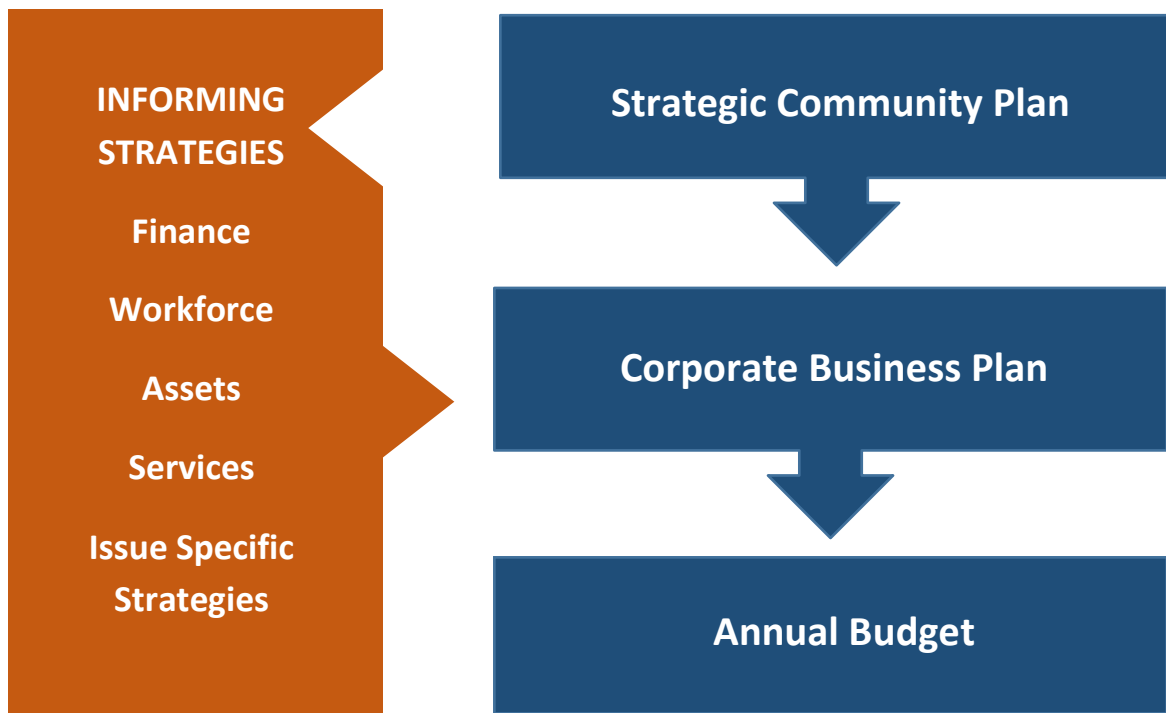 INFORMING
STRATEGIES
Finance
Workforce
Assets
Services
Issue Specific
Strategies
Strategic Community Plan
Corporate Business Plan
Annual Budget